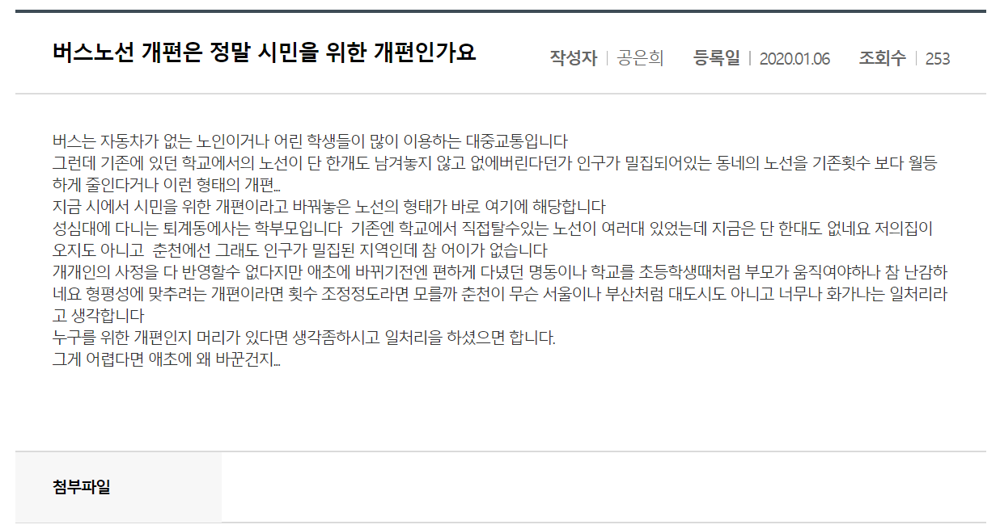 버스노선 개편은 정말 시민을 위한 개편인가요
작성자 | 공은희 등록일 | 2020.01.06 조회수 | 253
버스는 자동차가 없는 노인이거나 어린 학생들이 많이 이용하는 대중교통입니다
그런데 기존에 있던 학교에서의 노선이 단 한개도 남겨놓지 않고 없에버린다던가 인구가 밀집되어있는 동네의 노선을 기존횟수 보다 월등
하게 줄인다거나 이런 형태의 개편...
지금 시에서 시민을 위한 개편이라고 바꿔놓은 노선의 형태가 바로 여기에 해당합니다
성심대에 다니는 퇴계동에사는 학부모입니다 기존엔 학교에서 직접탈수있는 노선이 여러대 있었는데 지금은 단 한대도 없네요 저의집이
오지도 아니고 춘천에선 그래도 인구가 밀집된 지역인데 참 어이가 없습니다
개개인의 사정을 다 반영할수 없다지만 애초에 바뀌기전엔 편하게 다녔던 명동이나 학교를 초등학생때처럼 부모가 움직여야하나 참 난감하
네요 형평성에 맞추려는 개편이라면 횟수 조정정도라면 모를까 춘천이 무슨 서울이나 부산처럼 대도시도 아니고 너무나 화가나는 일처리라
고 생각합니다
누구를 위한 개편인지 머리가 있다면 생각좀하시고 일처리을 하셨으면 합니다.
그게 어렵다면 애초에 왜 바꾼건지...
첨부파일